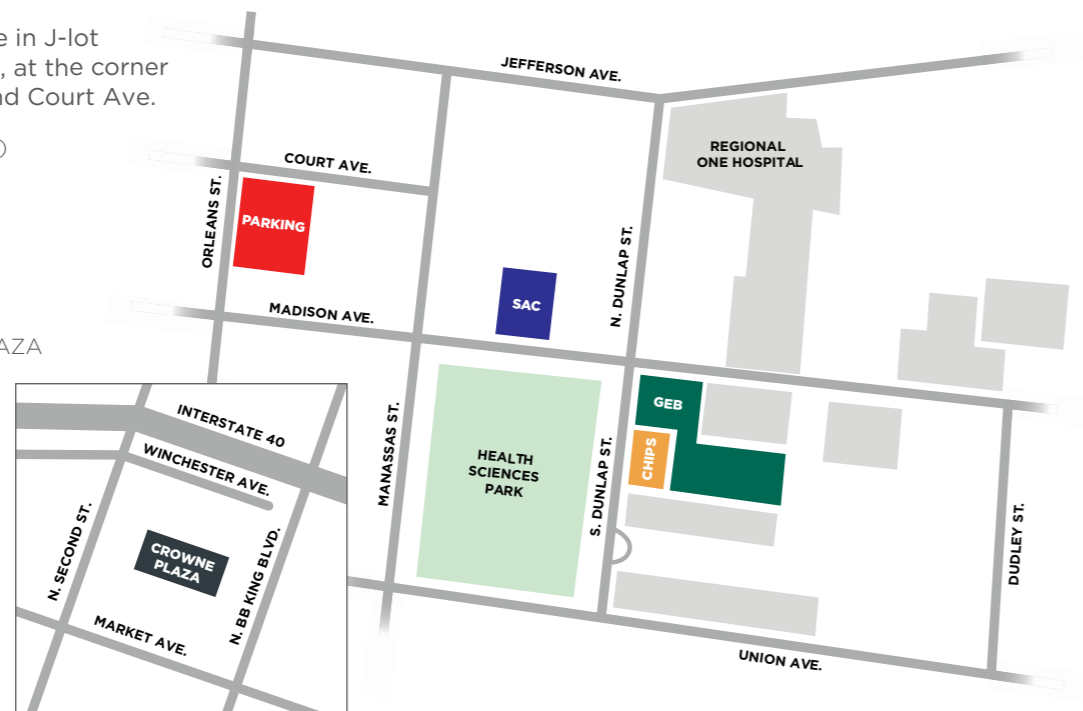 e in J-lot
, at the corner
nd Court Ave.
)
AZA
JEFFERSON AVE.
REGIONAL
ONE HOSPITAL
COURT AVE.
ORLEANS ST.
PARKING
N. DUNLAP ST.
SAC
MADISON AVE.
MANASSAS ST.
HEALTH
SCIENCES
PARK
S. DUNLAP ST.
GEB
CHIPS
DUDLEY ST.
UNION AVE.
INTERSTATE 40
WINCHESTER AVE.
N. SECOND ST.
CROWNE
PLAZA
N. BB KING BLVD.
MARKET AVE.